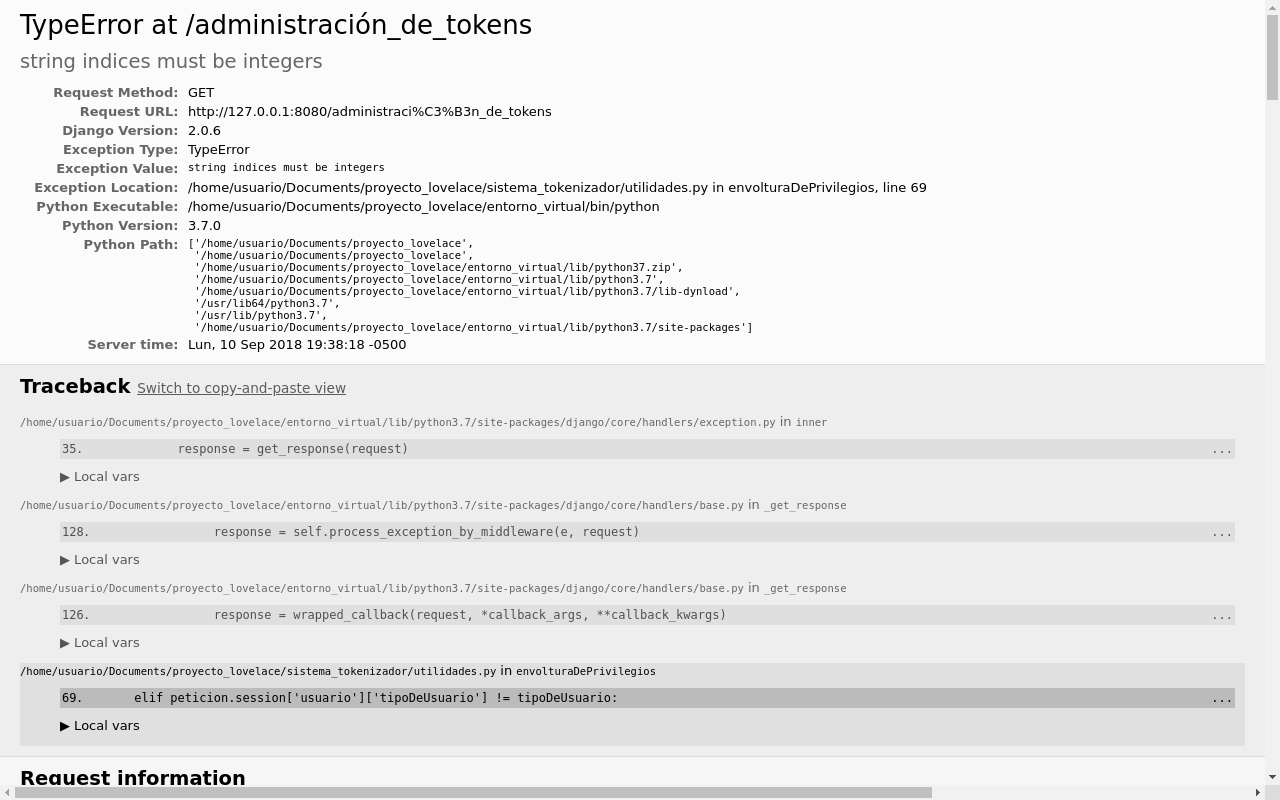 TypeError at /administración_de_tokens
string indices must be integers
Request Method: GET
Request URL: http://127.0.0.1:8080/administraci%C3%B3n_de_tokens
Django Version: 2.0.6
Exception Type: TypeError
Exception Value: string indices must be integers
Exception Location: /home/usuario/Documents/proyecto_lovelace/sistema_tokenizador/utilidades.py in envolturaDePrivilegios, line 69
Python Executable: /home/usuario/Documents/proyecto_lovelace/entorno_virtual/bin/python
Python Version: 3.7.0
Python Path: ['/home/usuario/Documents/proyecto_lovelace',
'/home/usuario/Documents/proyecto_lovelace',
'/home/usuario/Documents/proyecto_lovelace/entorno_virtual/lib/python37.zip',
'/home/usuario/Documents/proyecto_lovelace/entorno_virtual/lib/python3.7',
'/home/usuario/Documents/proyecto_lovelace/entorno_virtual/lib/python3.7/lib-dynload',
'/usr/lib64/python3.7',
'/usr/lib/python3.7',
'/home/usuario/Documents/proyecto_lovelace/entorno_virtual/lib/python3.7/site-packages']
Server time: Lun, 10 Sep 2018 19:38:18 -0500
Traceback Switch to copy-and-paste view
/home/usuario/Documents/proyecto_lovelace/entorno_virtual/lib/python3.7/site-packages/django/core/handlers/exception.py in inner
35. response = get_response(request) ...
▶ Local vars
/home/usuario/Documents/proyecto_lovelace/entorno_virtual/lib/python3.7/site-packages/django/core/handlers/base.py in _get_response
128. response = self.process_exception_by_middleware(e, request) ...
▶ Local vars
/home/usuario/Documents/proyecto_lovelace/entorno_virtual/lib/python3.7/site-packages/django/core/handlers/base.py in _get_response
126. response = wrapped_callback(request, *callback_args, **callback_kwargs) ...
▶ Local vars
/home/usuario/Documents/proyecto_lovelace/sistema_tokenizador/utilidades.py in envolturaDePrivilegios
69. elif peticion.session['usuario']['tipoDeUsuario'] != tipoDeUsuario: ...
▶ Local vars
Request information